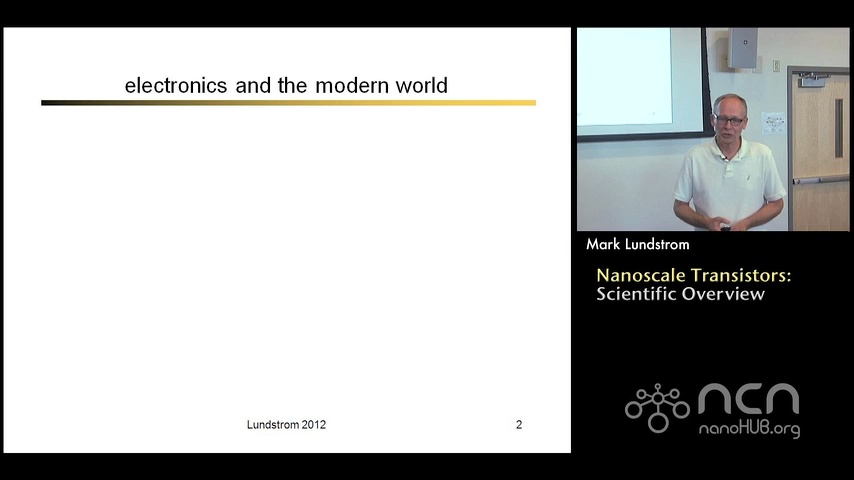 electronics and the modern world
Lundstrom 2012
2
Mark Lundstrom
Nanoscale Transistors:
Scientific Overview
ncn
nanoHUB.org